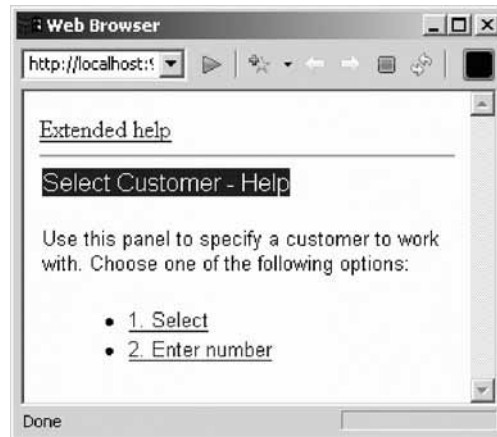 Web Browser
http://localhost:9
Extended help
Select Customer - Help
Use this panel to specify a customer to work
with. Choose one of the following options:
• 1. Select
• 2. Enter number
Done